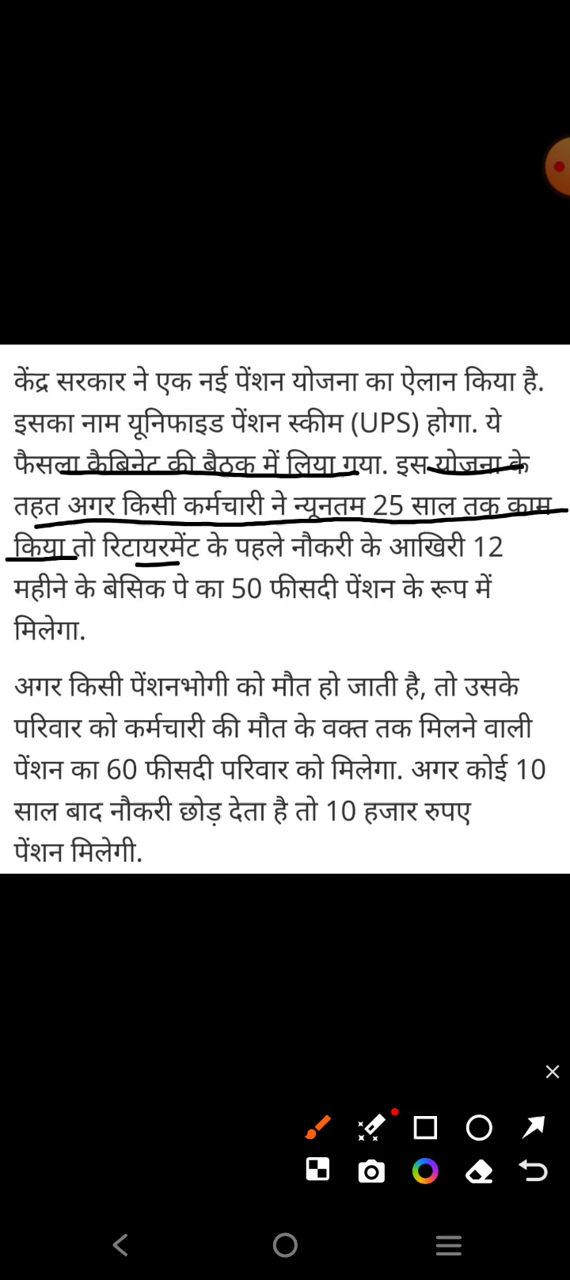 केंद्र सरकार ने एक नई पेंशन योजना का ऐलान किया है.
इसका नाम यूनिफाइड पेंशन स्कीम (UPS) होगा. ये
फैसला कैबिनेट की बैठक में लिया गया. इस योजना के
तहत अगर किसी कर्मचारी ने न्यूनतम 25 साल तक काम
किया तो रिटायरमेंट के पहले नौकरी के आखिरी 12
महीने के बेसिक पे का 50 फीसदी पेंशन के रूप में
मिलेगा.
अगर किसी पेंशनभोगी को मौत हो जाती है, तो उसके
परिवार को कर्मचारी की मौत के वक्त तक मिलने वाली
पेंशन का 60 फीसदी परिवार को मिलेगा. अगर कोई 10
साल बाद नौकरी छोड़ देता है तो 10 हजार रुपए
पेंशन मिलेगी.